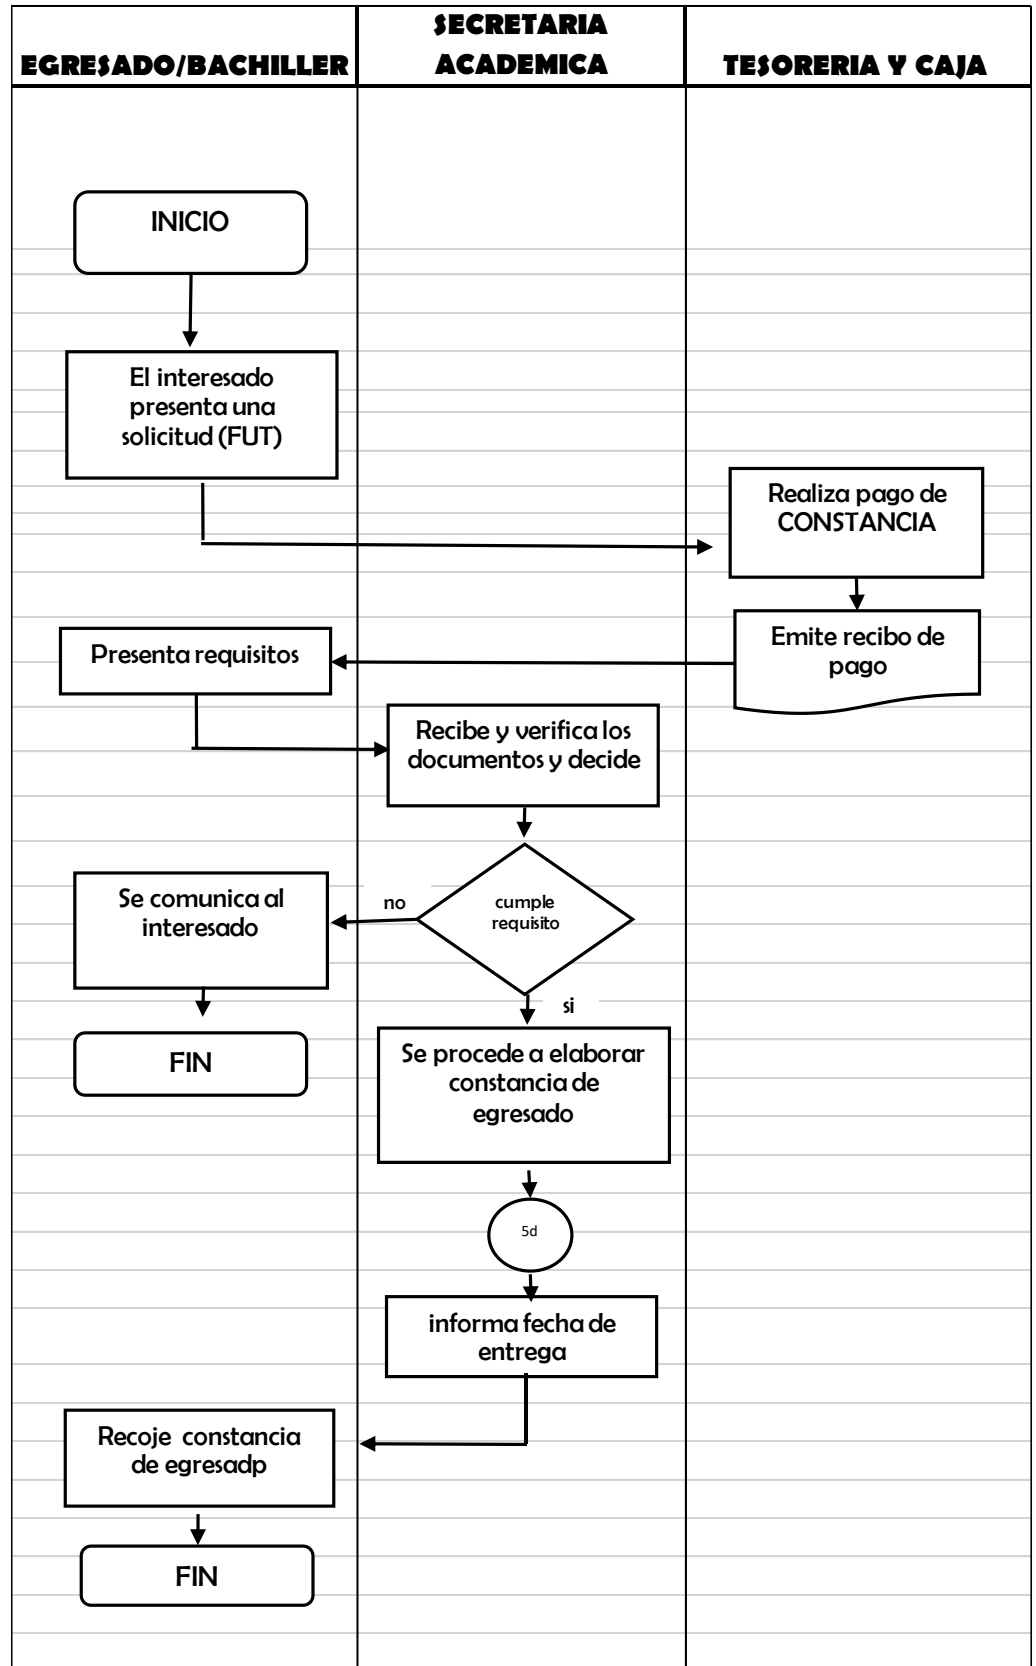 EGRESADO/BACHILLER
SECRETARIA
ACADEMICA
TESORERIA Y CAJA
INICIO
El interesado
presenta una
solicitud (FUT)
Realiza pago de
CONSTANCIA
Emite recibo de
pago
Presenta requisitos
Recibe y verifica los
documentos y decide
cumple
requisito
no
Se comunica al
interesado
FIN
si
Se procede a elaborar
constancia de
egresado
5d
informa fecha de
entrega
Recoje constancia
de egresadp
FIN